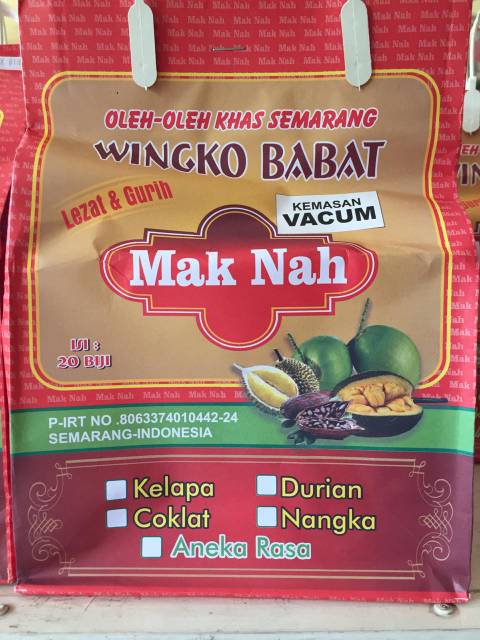 OLEH-OLEH KHAS SEMARANG
WINGKO BABAT
Lezat & Gurih
KEMASAN
VACUM
Mak Nah
ISI :
20 BIJI
P-IRT NO .8063374010442-24
SEMARANG-INDONESIA
Kelapa
Durian
Coklat
Nangka
Aneka Rasa